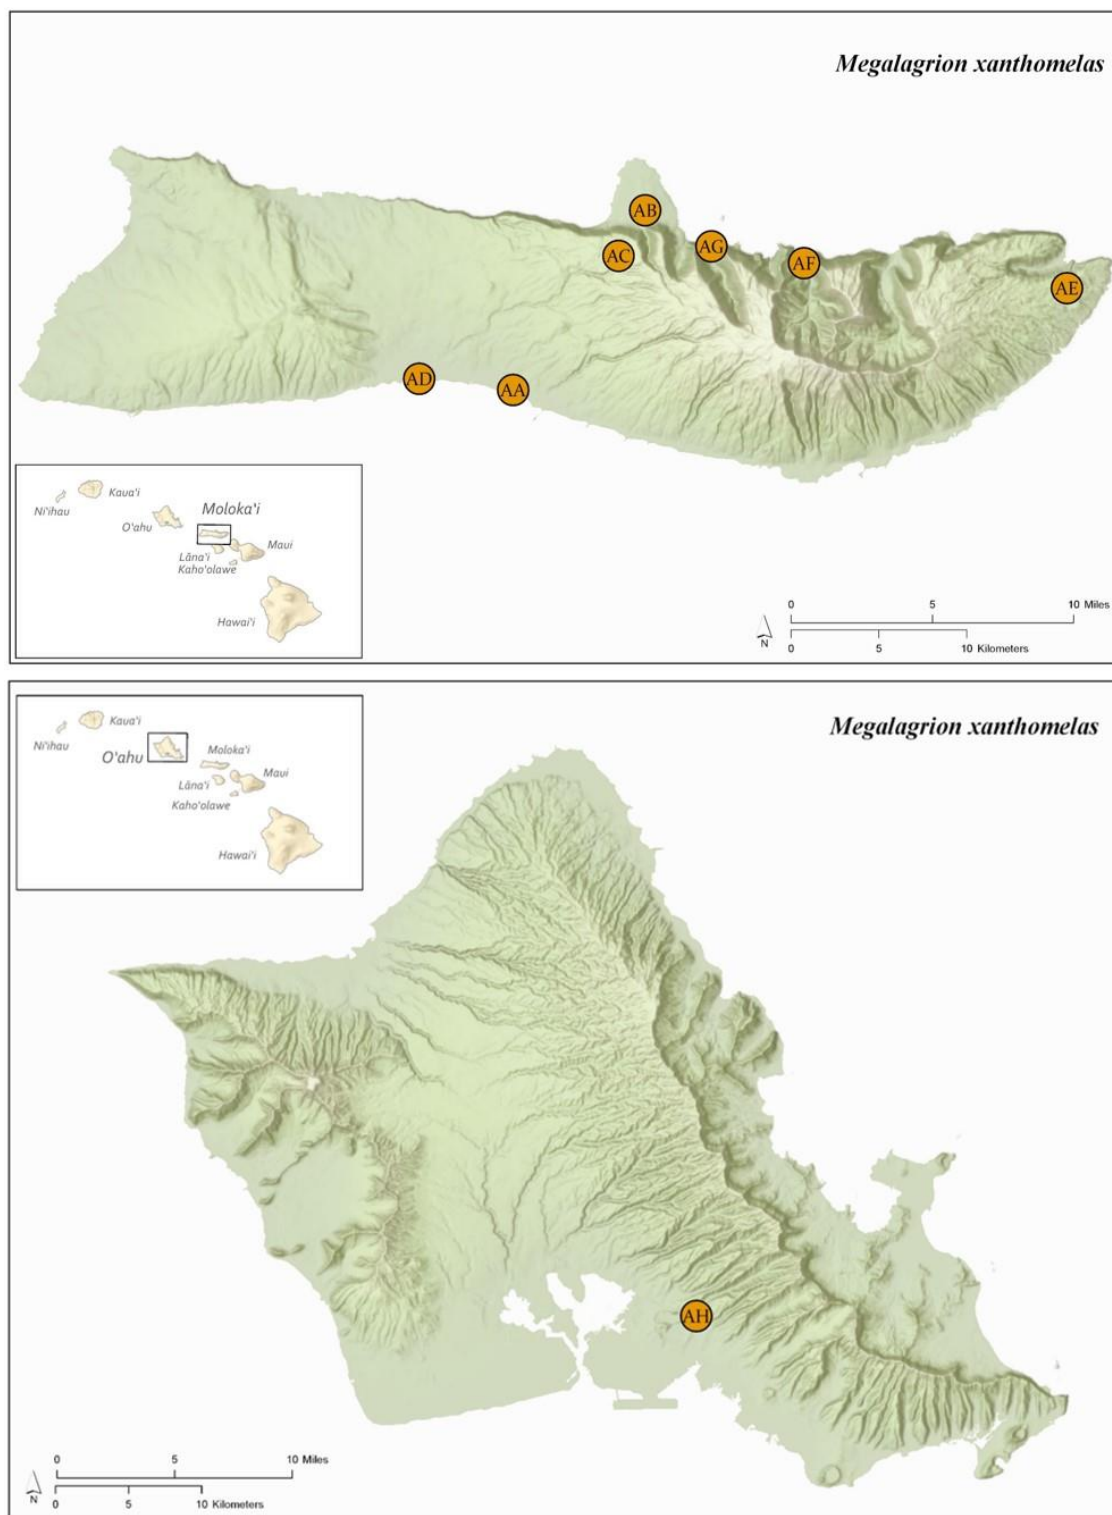 Megalagrion xanthomelas
AB
AC
AG
AF
AE
AD
AA
Kaua'i
Ni'ihau
Moloka'i
O'ahu
Lāna'i
Maui
Kaho'olawe
Hawai'i
0 5 10 Miles
N
0 5 10 Kilometers
Kaua'i
Megalagrion xanthomelas
Ni'ihau
O'ahu
Moloka'i
Lāna'i
Maui
Kaho'olawe
Hawai'i
AH
0 5 10 Miles
N
0 5 10 Kilometers